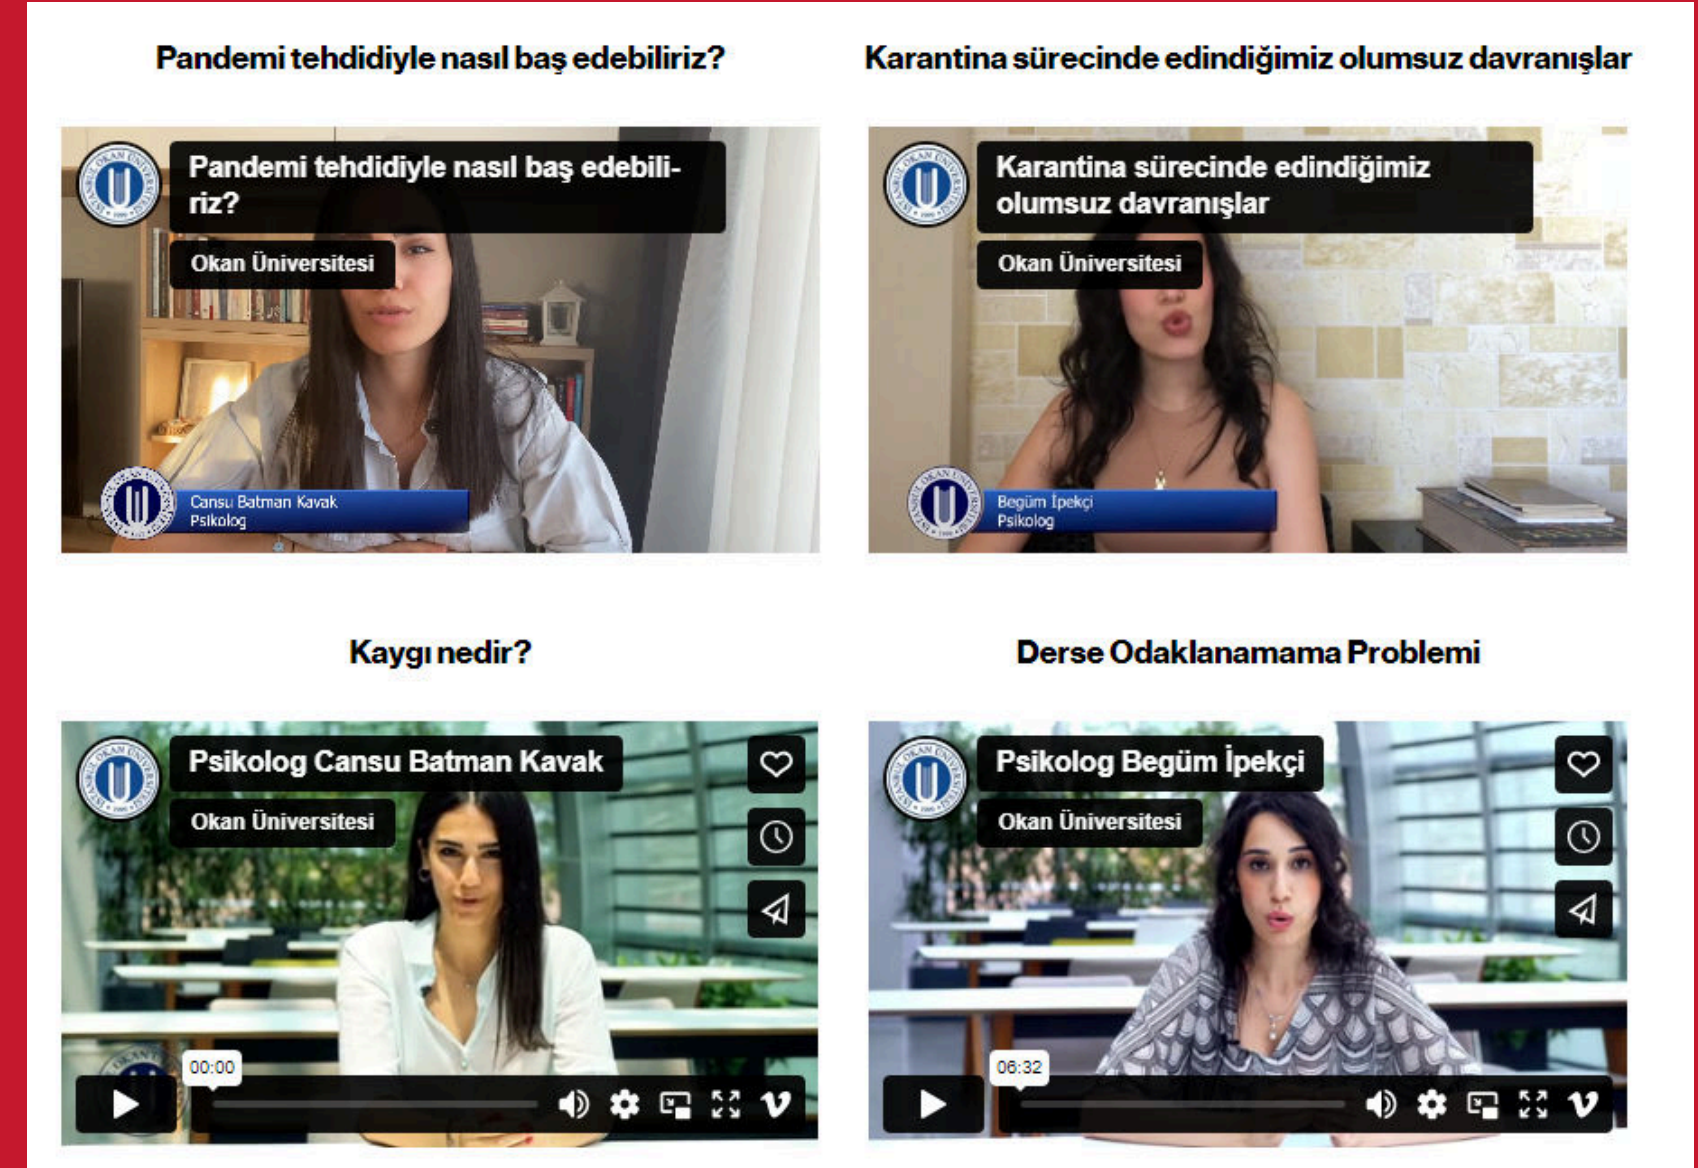 Pandemi tehdidiyle nasıl baş edebiliriz?
Karantina sürecinde edindiğimiz olumsuz davranışlar
Pandemi tehdidiyle nasıl baş edebili-
riz?
Okan Üniversitesi
Cansu Batman Kavak
Psikolog
Karantina sürecinde edindiğimiz
olumsuz davranışlar
Okan Üniversitesi
Begüm İpekçi
Psikolog
Kaygı nedir?
Derse Odaklanamama Problemi
Psikolog Cansu Batman Kavak
Okan Üniversitesi
00:00
Psikolog Begüm İpekçi
Okan Üniversitesi
06:32